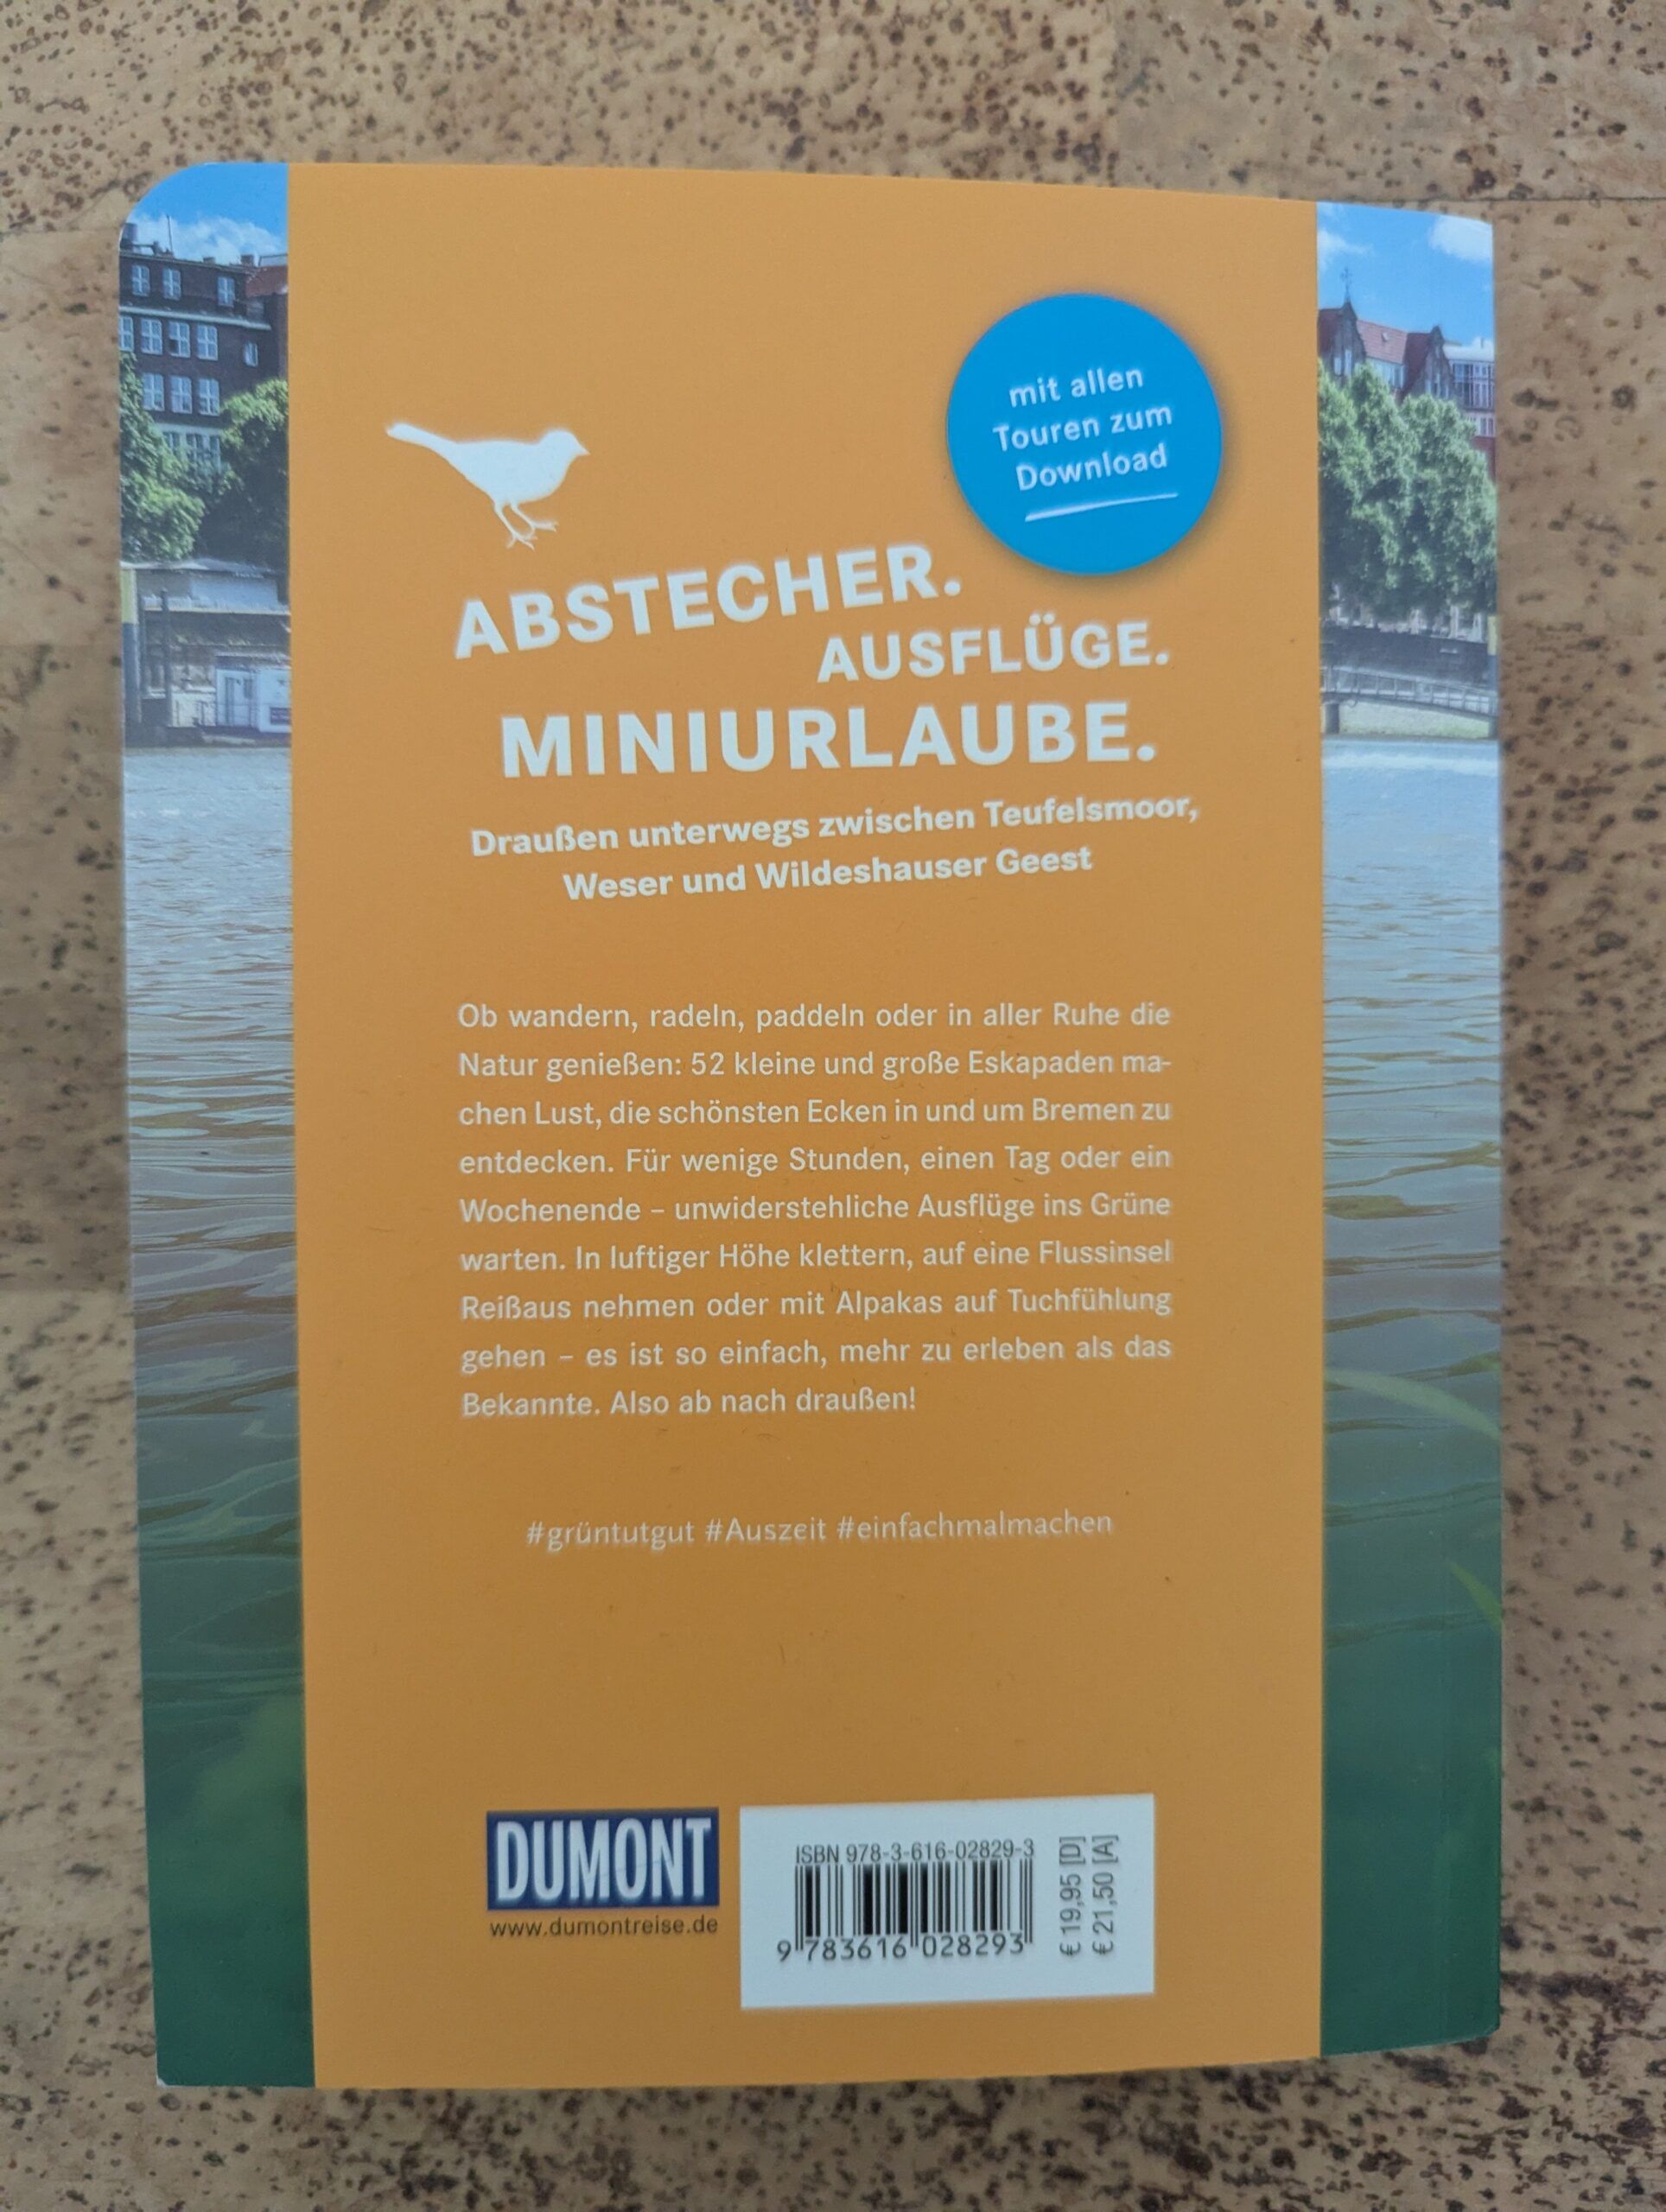 mit allen
Touren zum
Download
ABSTECHER.
AUSFLÜGE.
MINIURLAUBE.
Draußen unterwegs zwischen Teufelsmoor,
Weser und Wildeshauser Geest
Ob wandern, radeln, paddeln oder in aller Ruhe die
Natur genießen: 52 kleine und große Eskapaden ma-
chen Lust, die schönsten Ecken in und um Bremen zu
entdecken. Für wenige Stunden, einen Tag oder ein
Wochenende – unwiderstehliche Ausflüge ins Grüne
warten. In luftiger Höhe klettern, auf eine Flussinsel
Reißaus nehmen oder mit Alpakas auf Tuchfühlung
gehen – es ist so einfach, mehr zu erleben als das
Bekannte. Also ab nach draußen!
#grüntutgut #Auszeit #einfachmalmachen
DUMONT
www.dumontreise.de
ISBN 978-3-616-02829-3
9 783616 028293
€ 19,95 [D]
€ 21,50 [A]